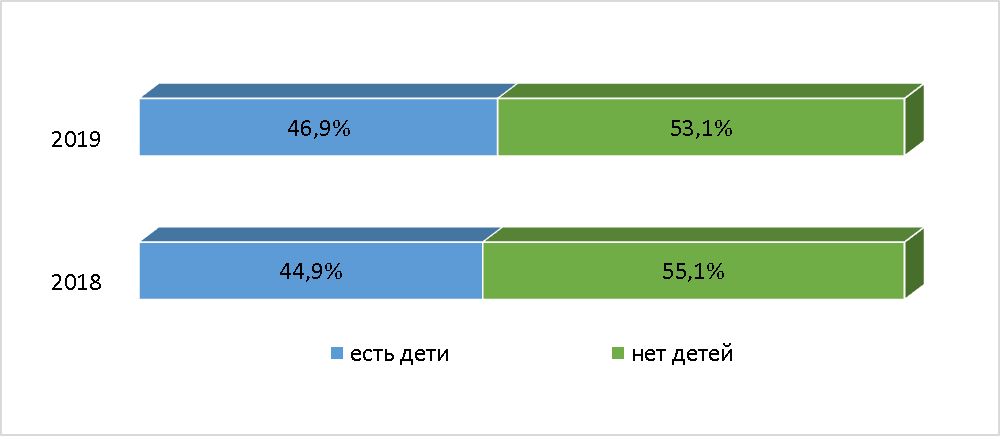 2019 46,9% 53,1%
2018 44,9% 55,1%
есть дети нет детей